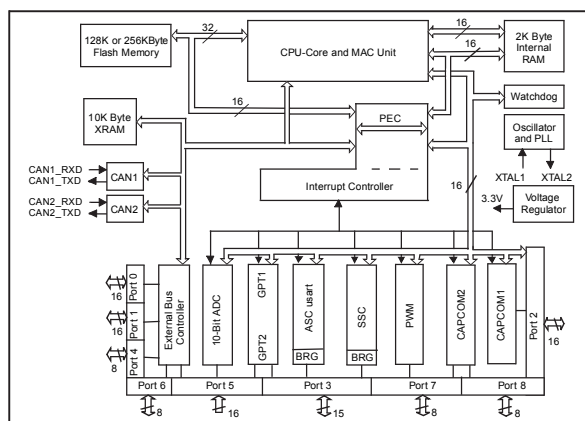 128K or 256KByte
Flash Memory
32
CPU-Core and MAC Unit
16
16
2K Byte
Internal
RAM
Watchdog
16
PEC
10K Byte
XRAM
Oscillator
and PLL
CAN1_RXD
CAN1_TXD
CAN1
XTAL1
XTAL2
CAN2_RXD
CAN2_TXD
CAN2
Interrupt Controller
16
3.3V
Voltage
Regulator
Port 0
16
Port 1
16
Port 4
8
External Bus
Controller
10-Bit ADC
GPT1
GPT2
ASC usart
BRG
SSC
BRG
PWM
CAPCOM2
CAPCOM1
Port 2
16
Port 6
Port 5
Port 3
Port 7
Port 8
8
16
15
8
8